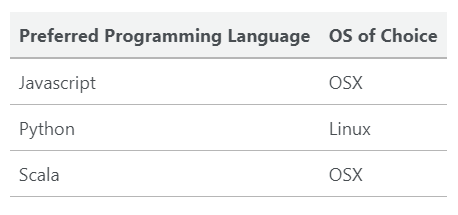 Preferred Programming Language OS of Choice
Javascript OSX
Python Linux
Scala OSX